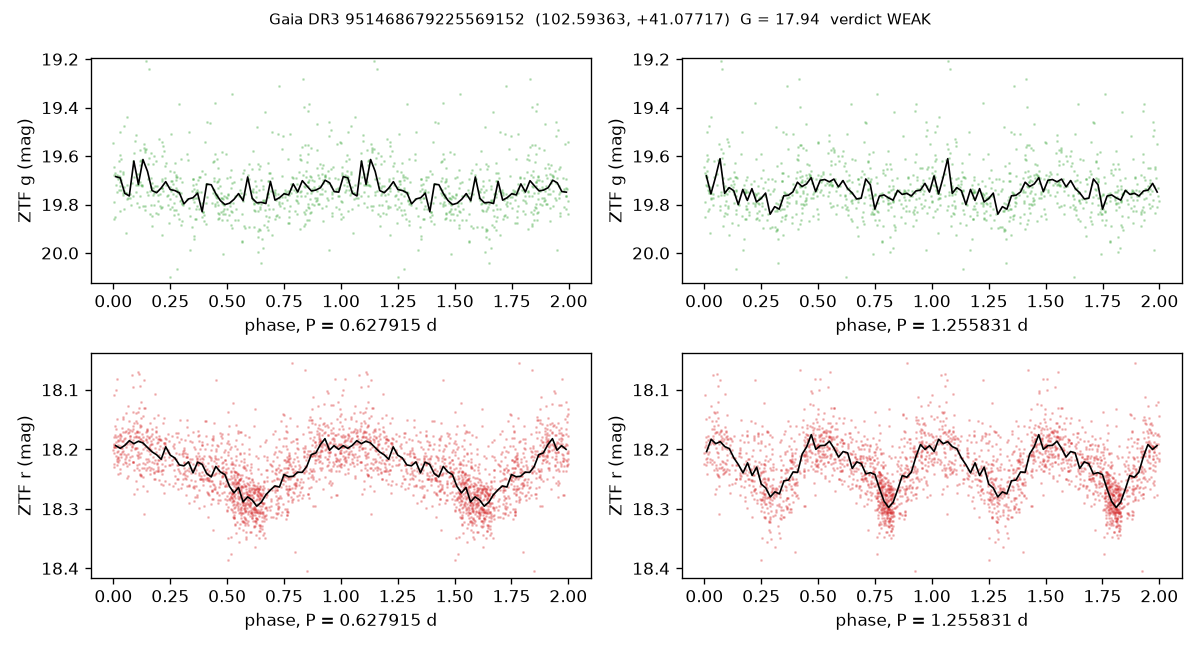 Gaia DR3 951468679225569152 (102.59363, +41.07717) G = 17.94 verdict WEAK
ZTF g (mag)
19.2
19.4
19.6
19.8
20.0
0.00 0.25 0.50 0.75 1.00 1.25 1.50 1.75 2.00
phase, P = 0.627915 d
ZTF g (mag)
19.2
19.4
19.6
19.8
20.0
0.00 0.25 0.50 0.75 1.00 1.25 1.50 1.75 2.00
phase, P = 1.255831 d
ZTF r (mag)
18.1
18.2
18.3
18.4
0.00 0.25 0.50 0.75 1.00 1.25 1.50 1.75 2.00
phase, P = 0.627915 d
ZTF r (mag)
18.1
18.2
18.3
18.4
0.00 0.25 0.50 0.75 1.00 1.25 1.50 1.75 2.00
phase, P = 1.255831 d